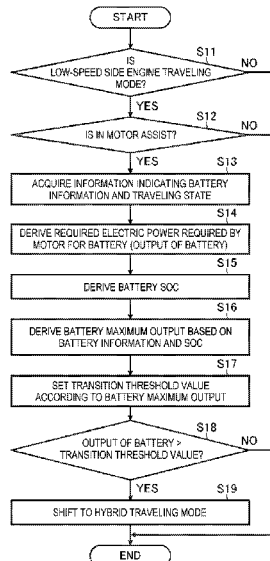 START
S11
IS
LOW-SPEED SIDE ENGINE TRAVELING
MODE?
NO
YES
S12
IS IN MOTOR ASSIST?
NO
YES
S13
ACQUIRE INFORMATION INDICATING BATTERY
INFORMATION AND TRAVELING STATE
S14
DERIVE REQUIRED ELECTRIC POWER REQUIRED BY
MOTOR FOR BATTERY (OUTPUT OF BATTERY)
S15
DERIVE BATTERY SOC
S16
DERIVE BATTERY MAXIMUM OUTPUT BASED ON
BATTERY INFORMATION AND SOC
S17
SET TRANSITION THRESHOLD VALUE
ACCORDING TO BATTERY MAXIMUM OUTPUT
S18
OUTPUT OF BATTERY >
TRANSITION THRESHOLD VALUE?
NO
YES
S19
SHIFT TO HYBRID TRAVELING MODE
END